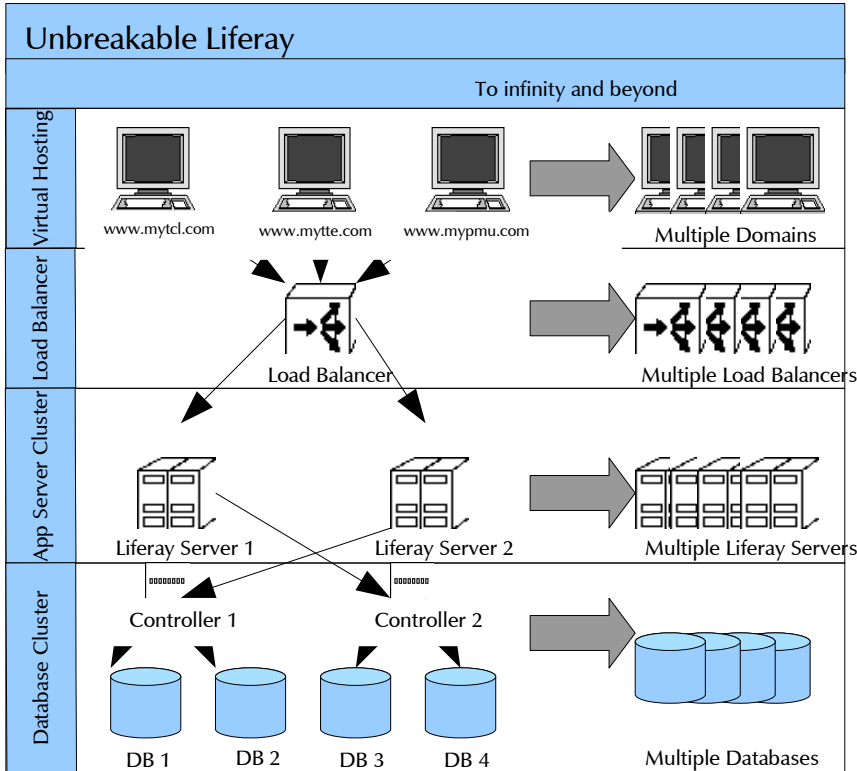 Unbreakable Liferay
To infinity and beyond
Virtual Hosting
www.mytcl.com
www.mytte.com
www.mypmu.com
Multiple Domains
Load Balancer
Load Balancer
Multiple Load Balancers
App Server Cluster
Liferay Server 1
Liferay Server 2
Multiple Liferay Servers
Database Cluster
Controller 1
Controller 2
DB 1
DB 2
DB 3
DB 4
Multiple Databases